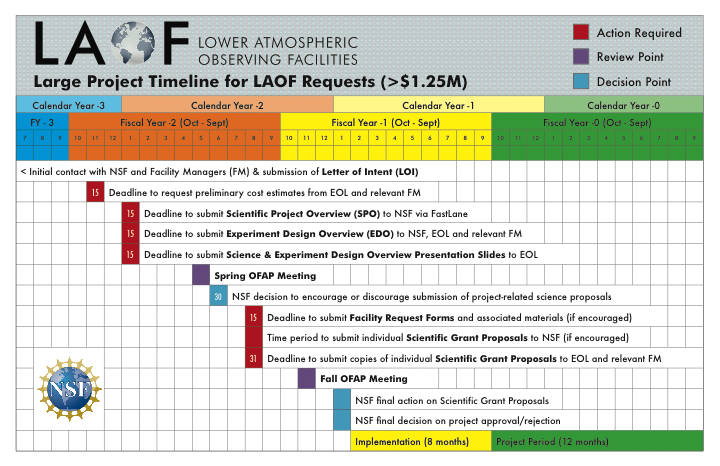 LAOF LOWER ATMOSPHERIC
OBSERVING FACILITIES
Large Project Timeline for LAOF Requests (>$1.25M)
Action Required
Review Point
Decision Point
Calendar Year -3 Calendar Year -2 Calendar Year -1 Calendar Year -0
FY - 3 Fiscal Year -2 (Oct - Sept) Fiscal Year -1 (Oct - Sept) Fiscal Year -0 (Oct - Sept)
7 8 9 10 11 12 1 2 3 4 5 6 7 8 9 10 11 12 1 2 3 4 5 6 7 8 9 10 11 12 1 2 3 4 5 6 7 8 9
< Initial contact with NSF and Facility Managers (FM) & submission of Letter of Intent (LOI)
15 Deadline to request preliminary cost estimates from EOL and relevant FM
15 Deadline to submit Scientific Project Overview (SPO) to NSF via FastLane
15 Deadline to submit Experiment Design Overview (EDO) to NSF, EOL and relevant FM
15 Deadline to submit Science & Experiment Design Overview Presentation Slides to EOL
Spring OFAP Meeting
30 NSF decision to encourage or discourage submission of project-related science proposals
15 Deadline to submit Facility Request Forms and associated materials (if encouraged)
Time period to submit individual Scientific Grant Proposals to NSF (if encouraged)
31 Deadline to submit copies of individual Scientific Grant Proposals to EOL and relevant FM
Fall OFAP Meeting
NSF
NSF final action on Scientific Grant Proposals
NSF final decision on project approval/rejection
Implementation (8 months) Project Period (12 months)